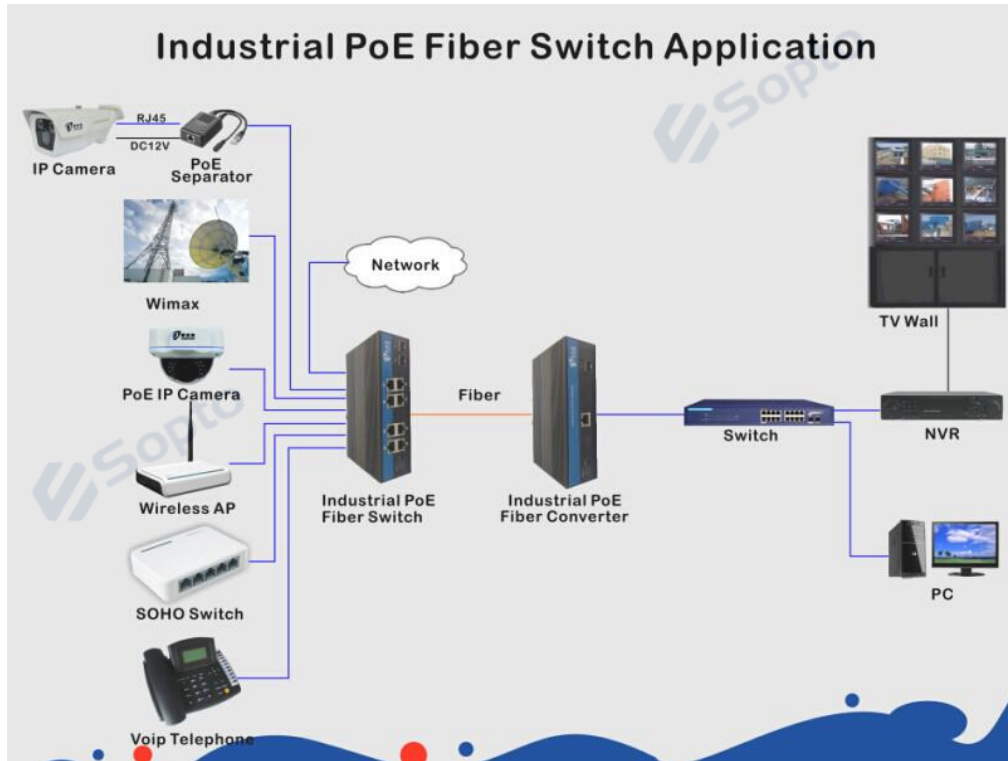 Industrial PoE Fiber Switch Application
Sopto
RJ45
DC12V
IP Camera
PoE
Separator
Network
Wimax
TV Wall
PoE IP Camera
Fiber
Switch
NVR
Sopto
Wireless AP
Industrial PoE
Fiber Switch
Industrial PoE
Fiber Converter
SOHO Switch
PC
Voip Telephone